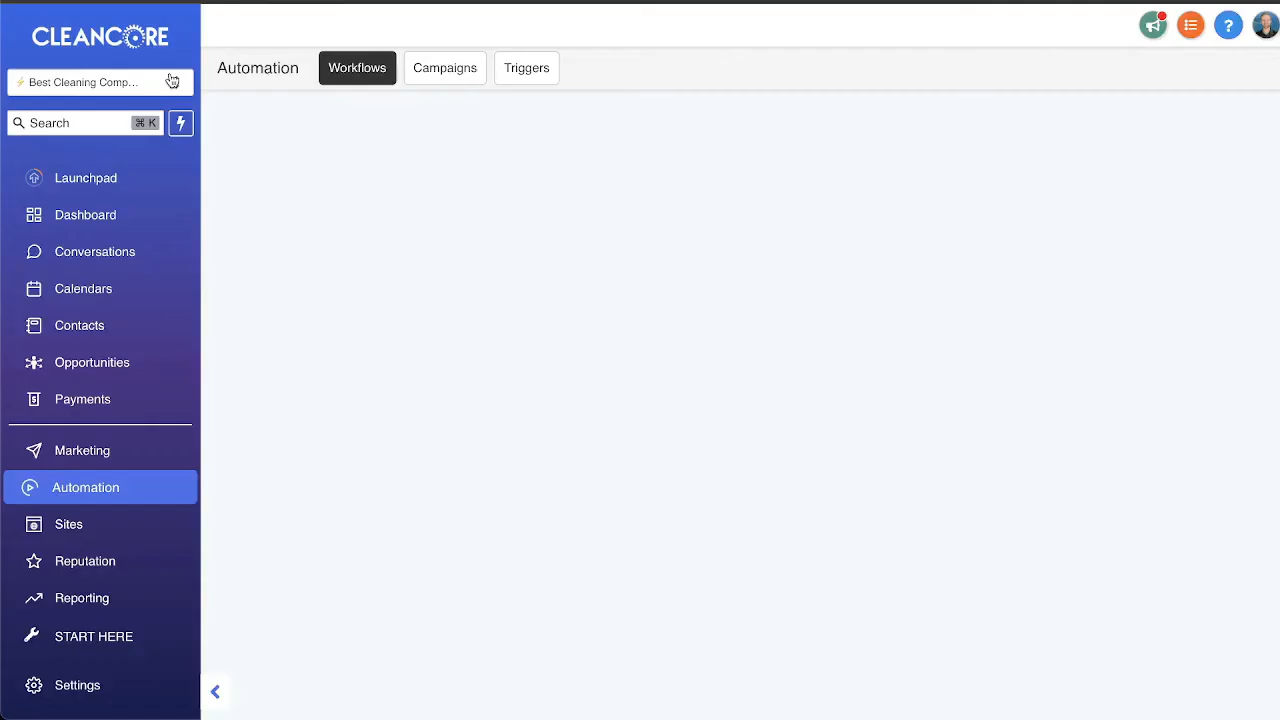 CLEANCORE
⚡ Best Cleaning Comp...
Search ⌘ K
Launchpad
Dashboard
Conversations
Calendars
Contacts
Opportunities
Payments
Marketing
Automation
Sites
Reputation
Reporting
START HERE
Settings
Automation Workflows Campaigns Triggers
?